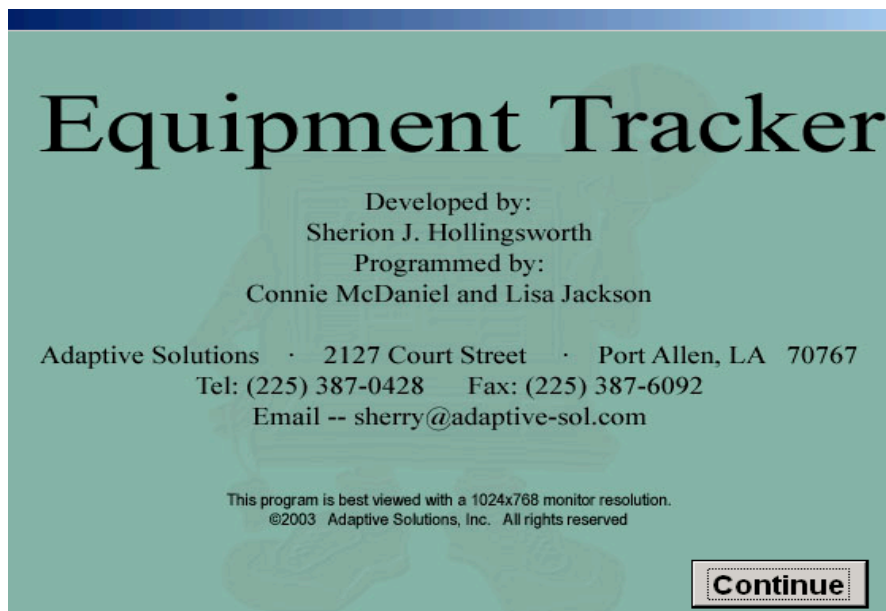 Equipment Tracker
Developed by:
Sherion J. Hollingsworth
Programmed by:
Connie McDaniel and Lisa Jackson
Adaptive Solutions · 2127 Court Street · Port Allen, LA 70767
Tel: (225) 387-0428 Fax: (225) 387-6092
Email -- sherry@adaptive-sol.com
This program is best viewed with a 1024x768 monitor resolution.
©2003 Adaptive Solutions, Inc. All rights reserved
Continue